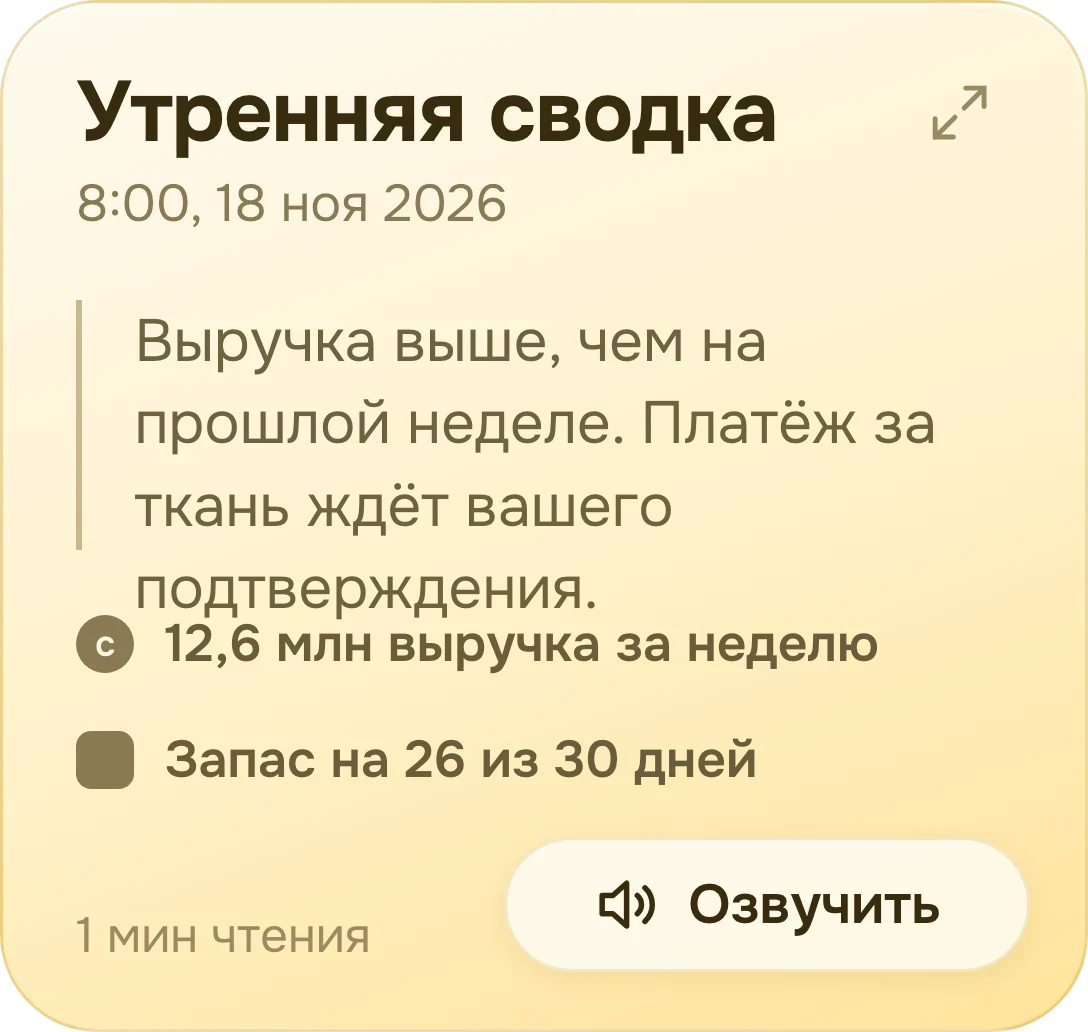 Утренняя сводка
8:00, 18 ноя 2026
Выручка выше, чем на
прошлой неделе. Платёж за
ткань ждёт вашего
подтверждения.
с 12,6 млн выручка за неделю
Запас на 26 из 30 дней
1 мин чтения
Озвучить